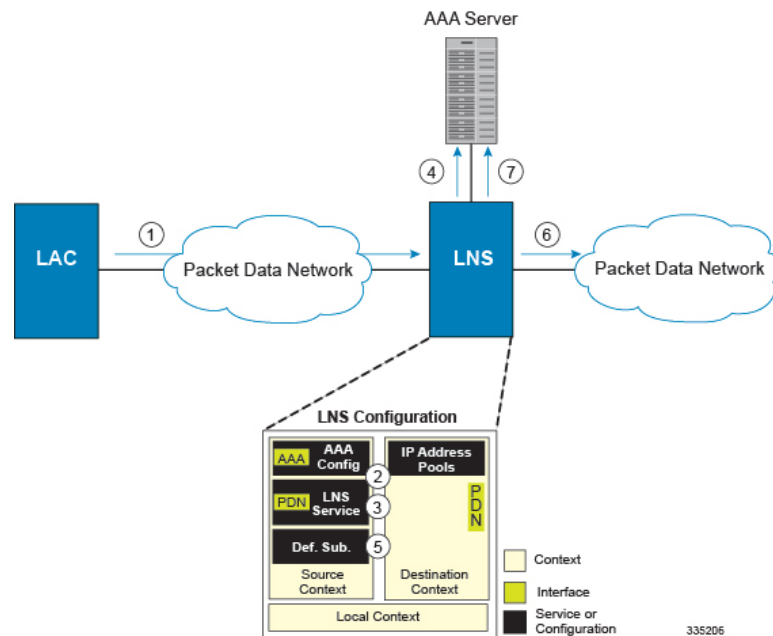 AAA Server
4
7
1
6
LAC
Packet Data Network
LNS
Packet Data Network
LNS Configuration
AAA
AAA
Config
IP Address
Pools
2
PDN
LNS
Service
3
PDN
Def. Sub.
5
Source
Context
Destination
Context
Local Context
Context
Interface
Service or
Configuration
335206